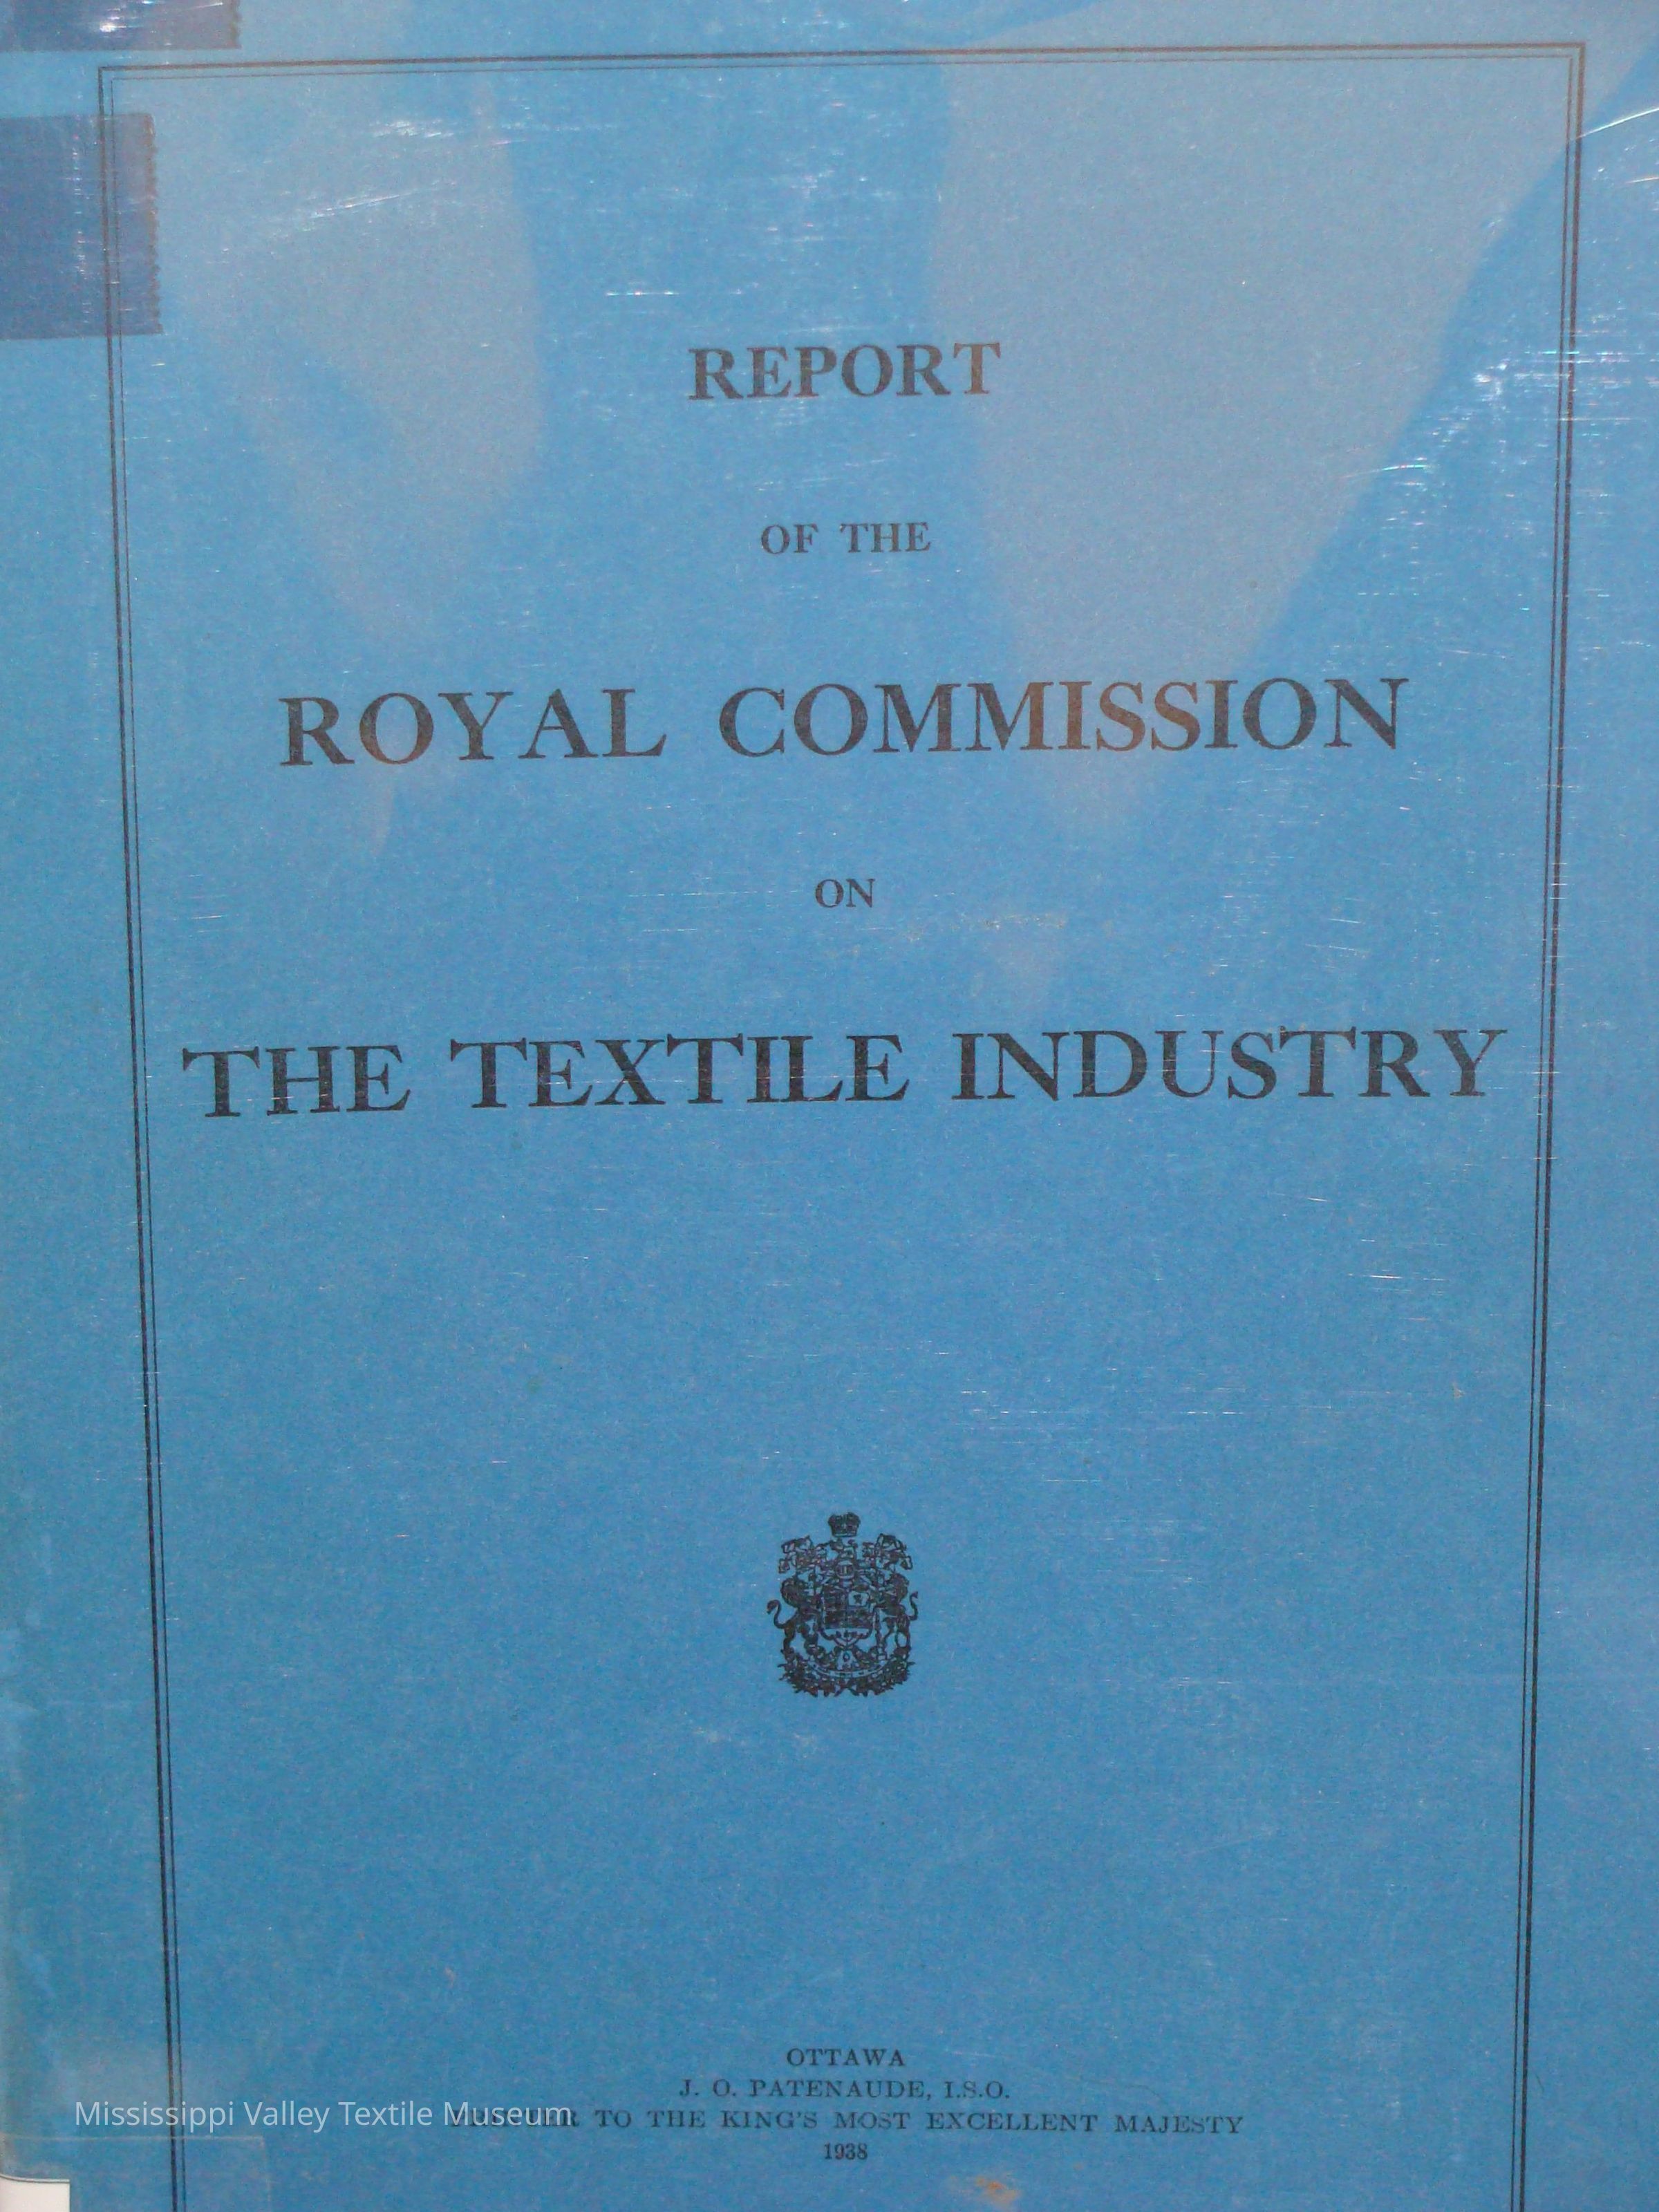 REPORT
OF THE
ROYAL COMMISSION
ON
THE TEXTILE INDUSTRY
OTTAWA
J. O. PATENAUDE, I.S.O.
TO THE KING'S MOST EXCELLENT MAJESTY
1938
Mississippi Valley Textile Museum